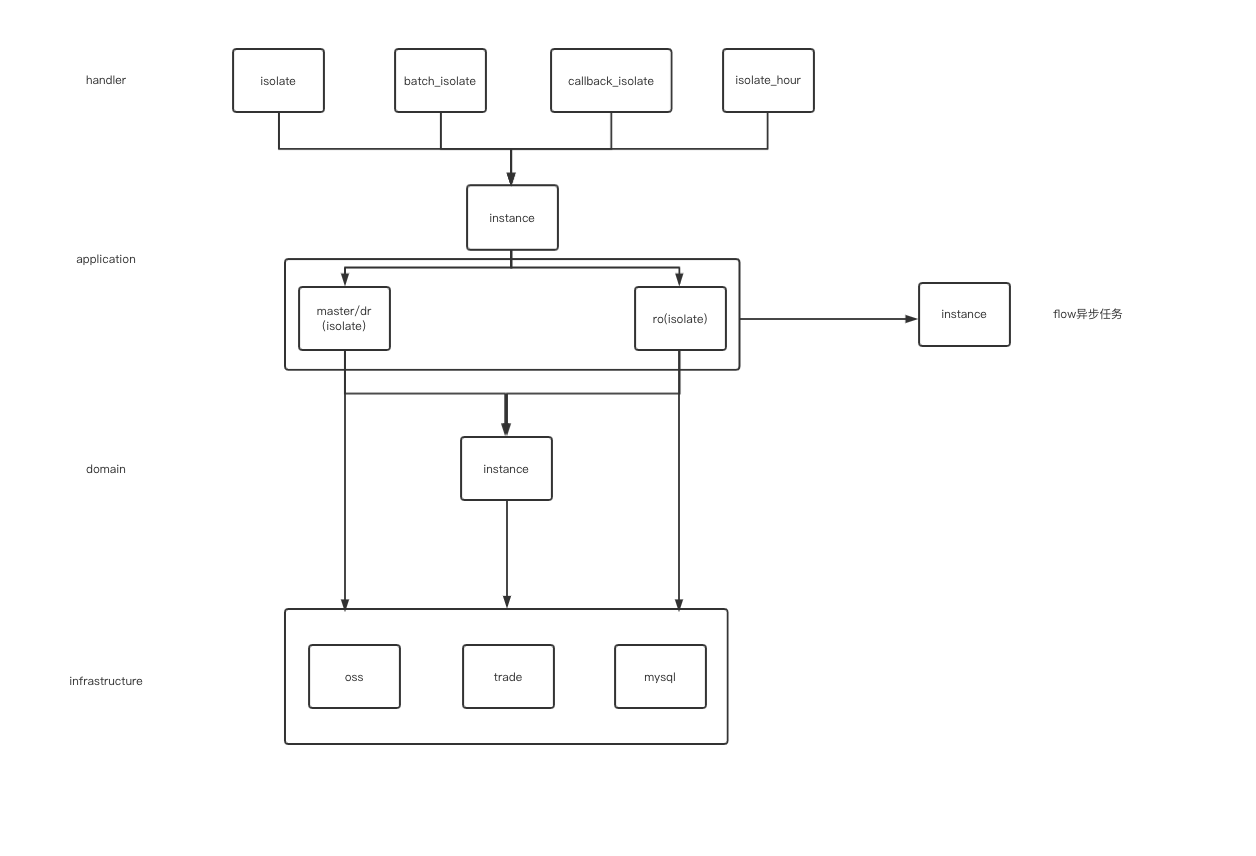 handler
isolate
batch_isolate
callback_isolate
isolate_hour
instance
application
master/dr
(isolate)
ro(isolate)
instance
flow异步任务
domain
instance
infrastructure
oss
trade
mysql